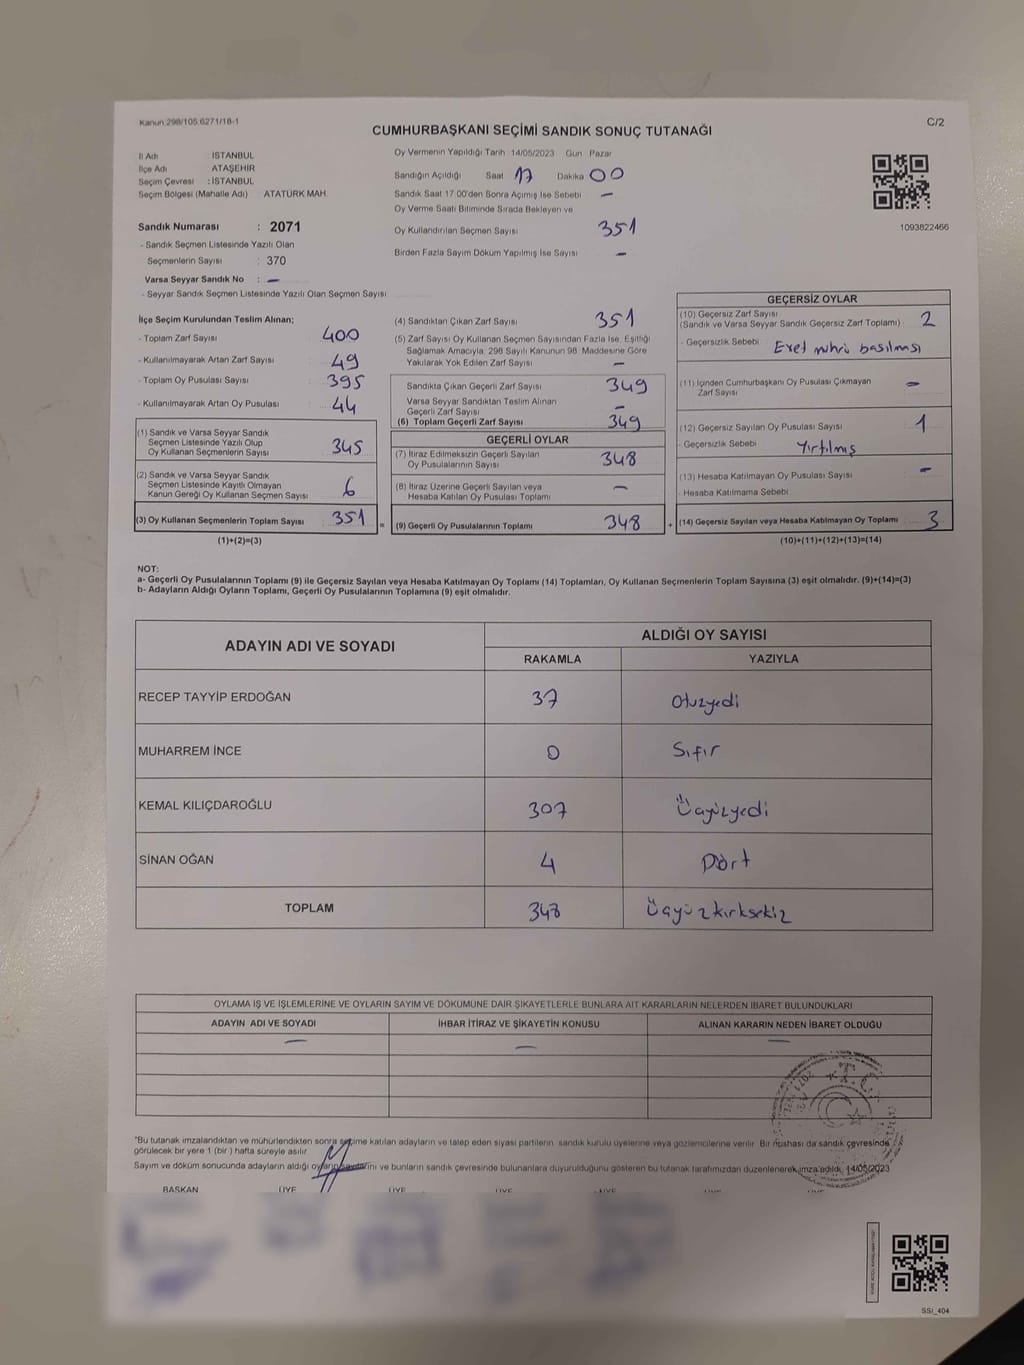 Kanun:298/105;6271/18-1
C/2
CUMHURBAŞKANI SEÇİMİ SANDIK SONUÇ TUTANAĞI
İl Adı : İSTANBUL
İlçe Adı : ATAŞEHİR
Seçim Çevresi : İSTANBUL
Seçim Bölgesi (Mahalle Adı) : ATATÜRK MAH.
Sandık Numarası : 2071
- Sandık Seçmen Listesinde Yazılı Olan
Seçmenlerin Sayısı : 370
Varsa Seyyar Sandık No : —
- Seyyar Sandık Seçmen Listesinde Yazılı Olan Seçmen Sayısı
Oy Vermenin Yapıldığı Tarih 14/05/2023 Gün Pazar
Sandığın Açıldığı Saat 17 Dakika 00
Sandık Saat 17:00'den Sonra Açımış İse Sebebi —
Oy Verme Saati Bitiminde Sırada Bekleyen ve
Oy Kullandırılan Seçmen Sayısı 351
Birden Fazla Sayım Döküm Yapılmış İse Sayısı —
1093822466
İlçe Seçim Kurulundan Teslim Alınan;
- Toplam Zarf Sayısı 400
- Kullanılmayarak Artan Zarf Sayısı 49
- Toplam Oy Pusulası Sayısı 395
- Kullanılmayarak Artan Oy Pusulası 44
(1) Sandık ve Varsa Seyyar Sandık
Seçmen Listesinde Yazılı Olup
Oy Kullanan Seçmenlerin Sayısı 345
(2) Sandık ve Varsa Seyyar Sandık
Seçmen Listesinde Kayıtlı Olmayan
Kanun Gereği Oy Kullanan Seçmen Sayısı 6
(3) Oy Kullanan Seçmenlerin Toplam Sayısı 351
(1)+(2)=(3)
=
(4) Sandıktan Çıkan Zarf Sayısı 351
(5) Zarf Sayısı Oy Kullanan Seçmen Sayısından Fazla İse, Eşitliği
Sağlamak Amacıyla; 298 Sayılı Kanunun 98. Maddesine Göre
Yakılarak Yok Edilen Zarf Sayısı —
Sandıkta Çıkan Geçerli Zarf Sayısı 349
Varsa Seyyar Sandıktan Teslim Alınan
Geçerli Zarf Sayısı —
(6) Toplam Geçerli Zarf Sayısı 349
GEÇERLİ OYLAR
(7) İtiraz Edilmeksizin Geçerli Sayılan
Oy Pusulalarının Sayısı 348
(8) İtiraz Üzerine Geçerli Sayılan veya
Hesaba Katılan Oy Pusulası Toplamı —
(9) Geçerli Oy Pusulalarının Toplamı 348
+
GEÇERSİZ OYLAR
(10) Geçersiz Zarf Sayısı
(Sandık ve Varsa Seyyar Sandık Geçersiz Zarf Toplamı) 2
- Geçersizlik Sebebi Evet mührü basılması
(11) İçinden Cumhurbaşkanı Oy Pusulası Çıkmayan
Zarf Sayısı —
(12) Geçersiz Sayılan Oy Pusulası Sayısı 1
- Geçersizlik Sebebi Yırtılmış
(13) Hesaba Katılmayan Oy Pusulası Sayısı —
- Hesaba Katılmama Sebebi
(14) Geçersiz Sayılan veya Hesaba Katılmayan Oy Toplamı 3
(10)+(11)+(12)+(13)=(14)
NOT:
a- Geçerli Oy Pusulalarının Toplamı (9) ile Geçersiz Sayılan veya Hesaba Katılmayan Oy Toplamı (14) Toplamları, Oy Kullanan Seçmenlerin Toplam Sayısına (3) eşit olmalıdır. (9)+(14)=(3)
b- Adayların Aldığı Oyların Toplamı, Geçerli Oy Pusulalarının Toplamına (9) eşit olmalıdır.
ADAYIN ADI VE SOYADI ALDIĞI OY SAYISI
RAKAMLA YAZIYLA
RECEP TAYYİP ERDOĞAN 37 Otuzyedi
MUHARREM İNCE 0 Sıfır
KEMAL KILIÇDAROĞLU 307 Üçyüzyedi
SİNAN OĞAN 4 Dört
TOPLAM 348 Üçyüzkırksekiz
OYLAMA İŞ VE İŞLEMLERİNE VE OYLARIN SAYIM VE DÖKÜMÜNE DAİR ŞİKAYETLERLE BUNLARA AİT KARARLARIN NELERDEN İBARET BULUNDUKLARI
ADAYIN ADI VE SOYADI İHBAR İTİRAZ VE ŞİKAYETİN KONUSU ALINAN KARARIN NEDEN İBARET OLDUĞU
— — —
T.C.
"Bu tutanak imzalandıktan ve mühürlendikten sonra seçime katılan adayların ve talep eden siyasi partilerin sandık kurulu üyelerine veya gözlemcilerine verilir. Bir nüshası da sandık çevresinde
görülecek bir yere 1 (bir) hafta süreyle asılır.
Sayım ve döküm sonucunda adayların aldığı oyların sayılarını ve bunların sandık çevresinde bulunanlara duyurulduğunu gösteren bu tutanak tarafımızdan düzenlenerek imza edildi. 14/05/2023
BAŞKAN ÜYE ÜYE ÜYE ÜYE ÜYE ÜYE
SSİ_404